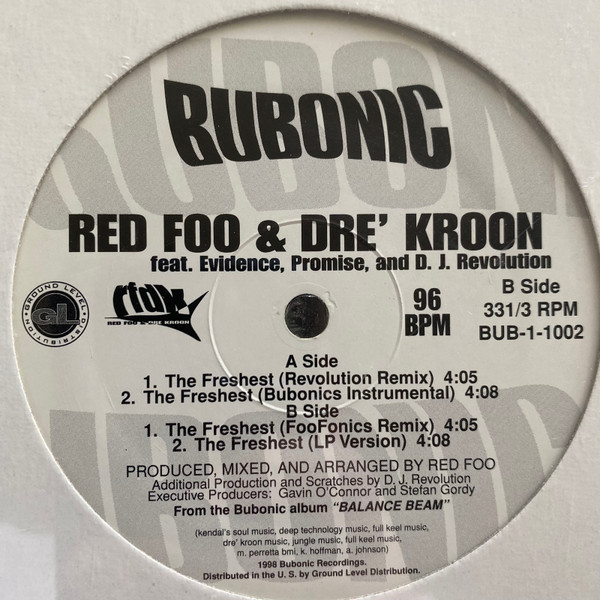 BUBONIC
RED FOO & DRE' KROON
feat. Evidence, Promise, and D. J. Revolution
GROUND LEVEL
GL
DISTRIBUTION
rfdk
RED FOO & DRE' KROON
96
BPM
B Side
331/3 RPM
BUB-1-1002
A Side
1. The Freshest (Revolution Remix) 4:05
2. The Freshest (Bubonics Instrumental) 4:08
B Side
1. The Freshest (FooFonics Remix) 4:05
2. The Freshest (LP Version) 4:08
PRODUCED, MIXED, AND ARRANGED BY RED FOO
Additional Production and Scratches by D. J. Revolution
Executive Producers: Gavin O'Connor and Stefan Gordy
From the Bubonic album "BALANCE BEAM"
(kendal's soul music, deep technology music, full keel music,
dre' kroon music, jungle music, full keel music,
m. perretta bmi, k. hoffman, a. johnson)
1998 Bubonic Recordings.
Distributed in the U. S. by Ground Level Distribution.